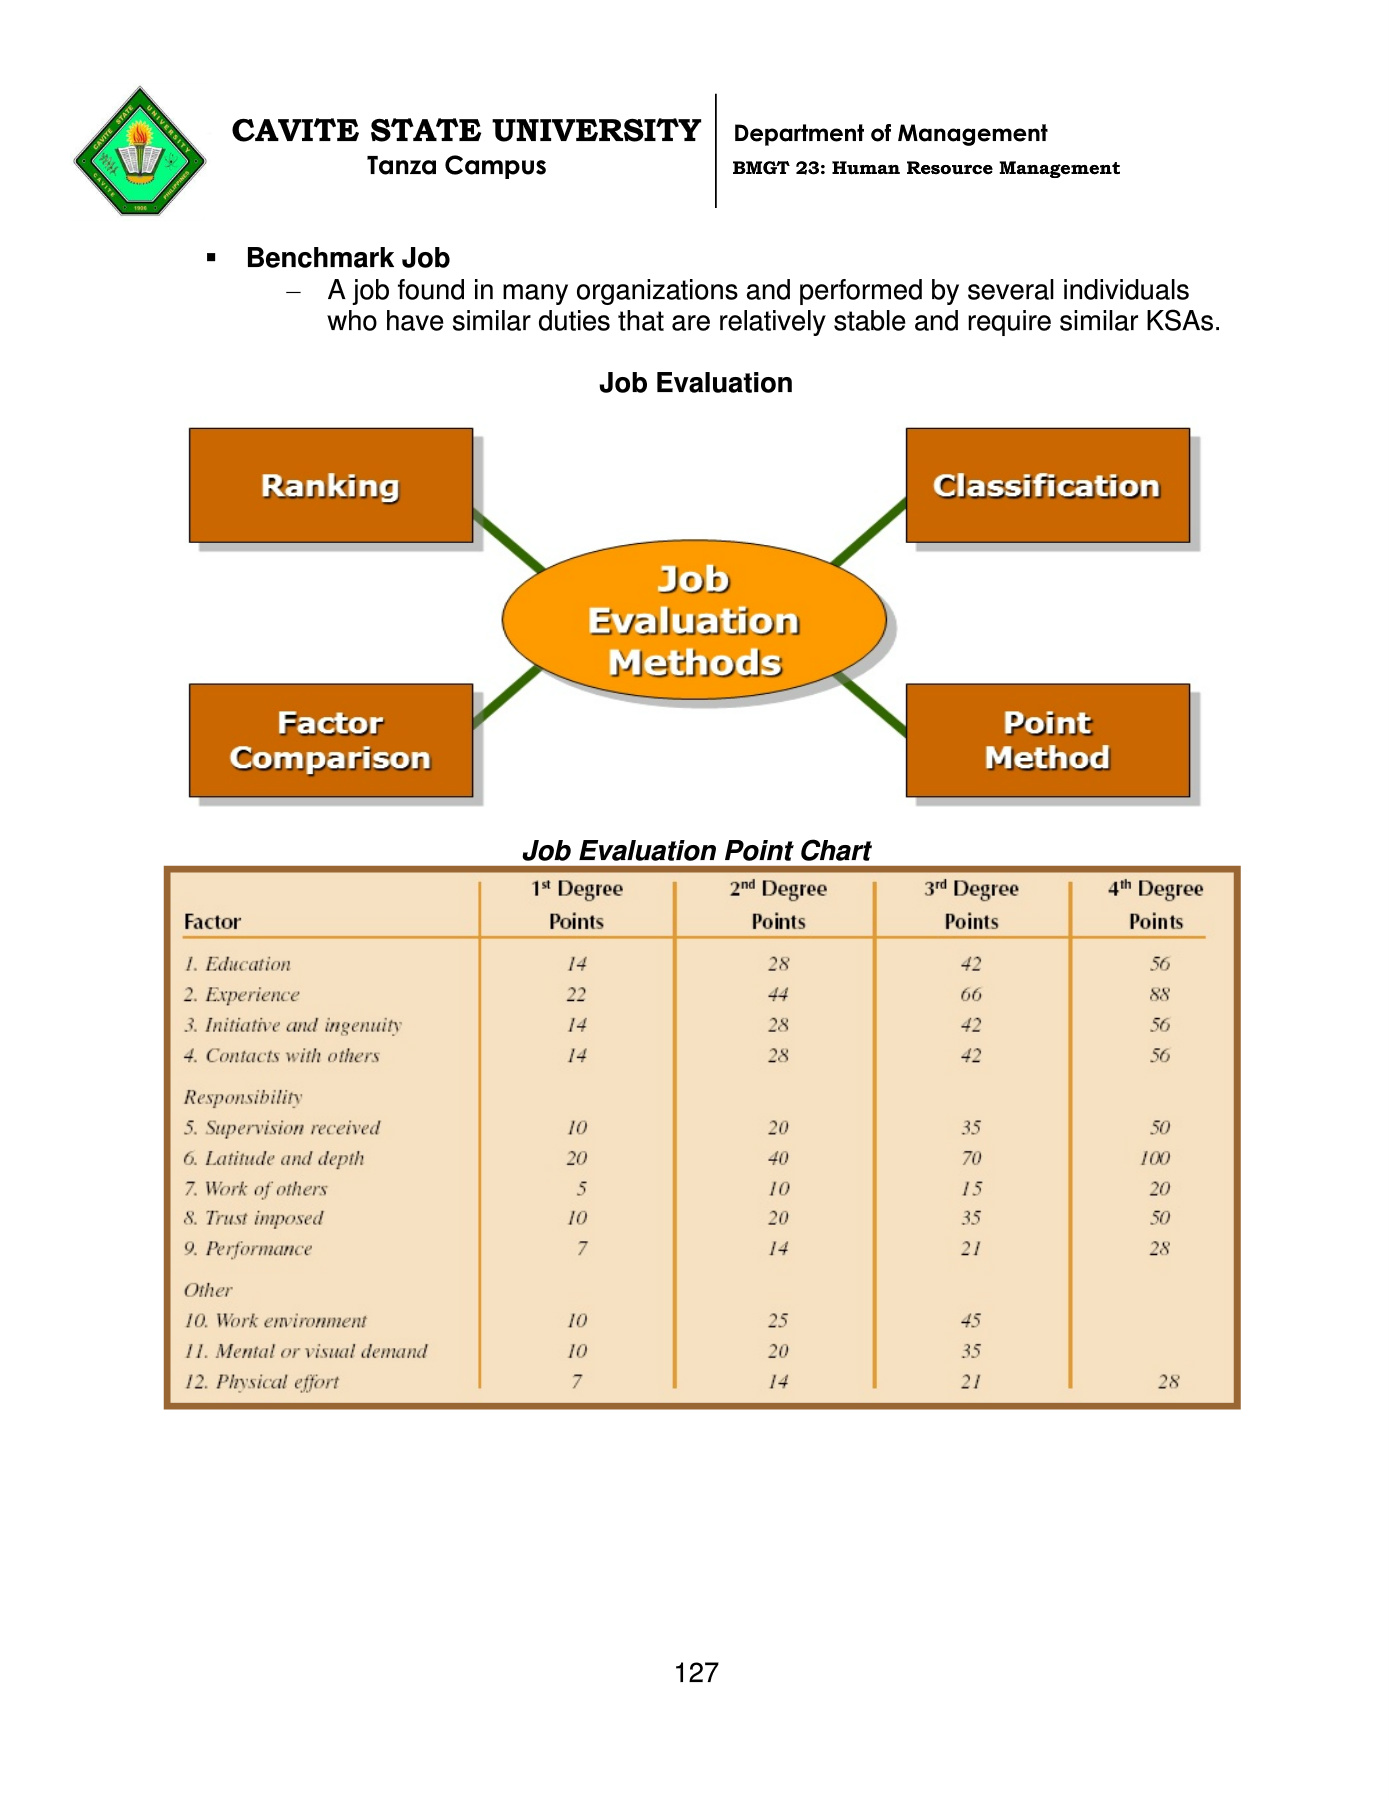 CAVITE STATE UNIVERSITY
Tanza Campus
Department of Management
BMGT 23: Human Resource Management
CAVITE STATE UNIVERSITY
CAVITE
PHILIPPINES
1906
▪ Benchmark Job
– A job found in many organizations and performed by several individuals
who have similar duties that are relatively stable and require similar KSAs.
Job Evaluation
Ranking
Classification
Job
Evaluation
Methods
Factor
Comparison
Point
Method
Job Evaluation Point Chart
1st Degree 2nd Degree 3rd Degree 4th Degree
Factor Points Points Points Points
1. Education 14 28 42 56
2. Experience 22 44 66 88
3. Initiative and ingenuity 14 28 42 56
4. Contacts with others 14 28 42 56
Responsibility
5. Supervision received 10 20 35 50
6. Latitude and depth 20 40 70 100
7. Work of others 5 10 15 20
8. Trust imposed 10 20 35 50
9. Performance 7 14 21 28
Other
10. Work environment 10 25 45
11. Mental or visual demand 10 20 35
12. Physical effort 7 14 21 28
127